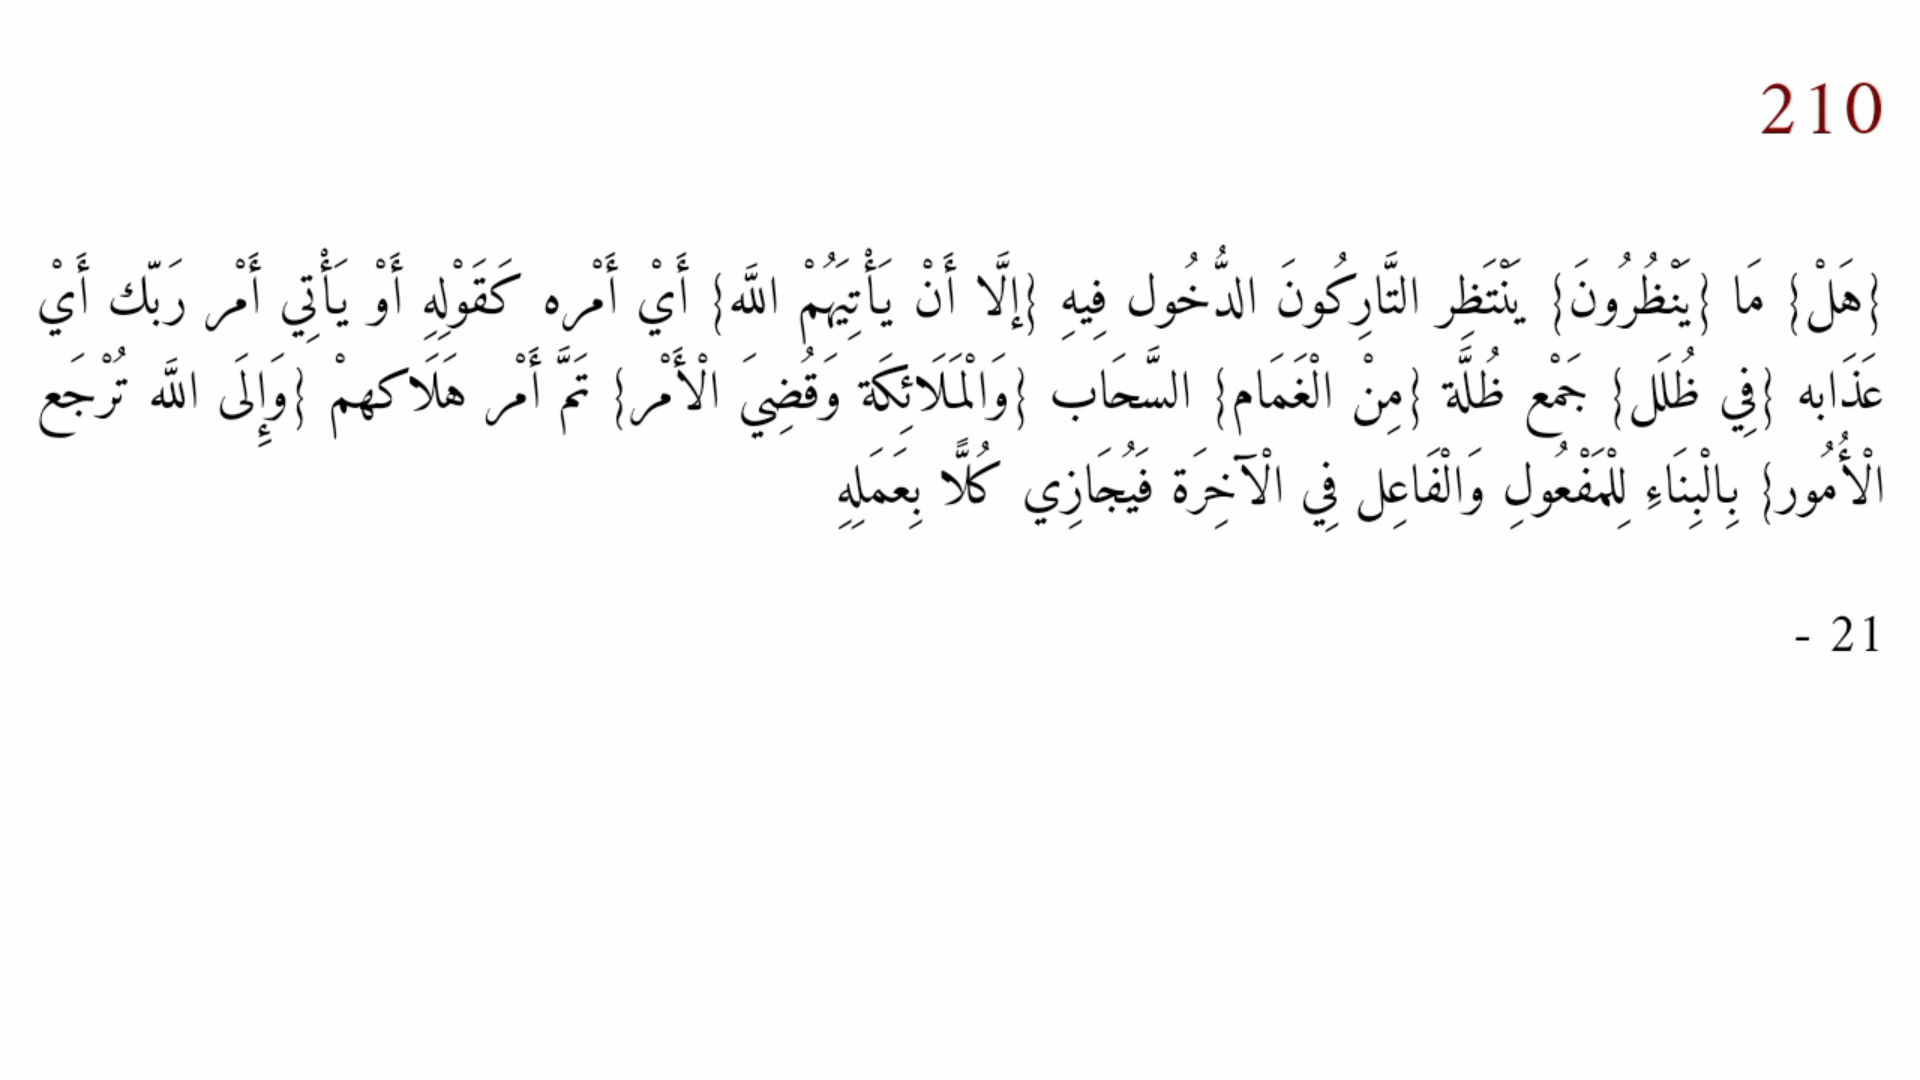 210
{هَلْ} مَا {يَنْظُرُونَ} يَنْتَظِر التَّارِكُونَ الدُّخُول فِيهِ {إلَّا أَنْ يَأْتِيَهُمْ اللَّه} أَيْ أَمْره كَقَوْلِهِ أَوْ يَأْتِي أَمْر رَبّك أَيْ
عَذَابه {فِي ظُلَل} جَمْع ظُلَّة {مِنْ الْغَمَام} السَّحَاب {وَالْمَلَائِكَة وَقُضِيَ الْأَمْر} تَمَّ أَمْر هَلَاكهمْ {وَإِلَى اللَّه تُرْجَع
الْأُمُور} بِالْبِنَاءِ لِلْمَفْعُولِ وَالْفَاعِل فِي الْآخِرَة فَيُجَازِي كُلًّا بِعَمَلِهِ
21 -